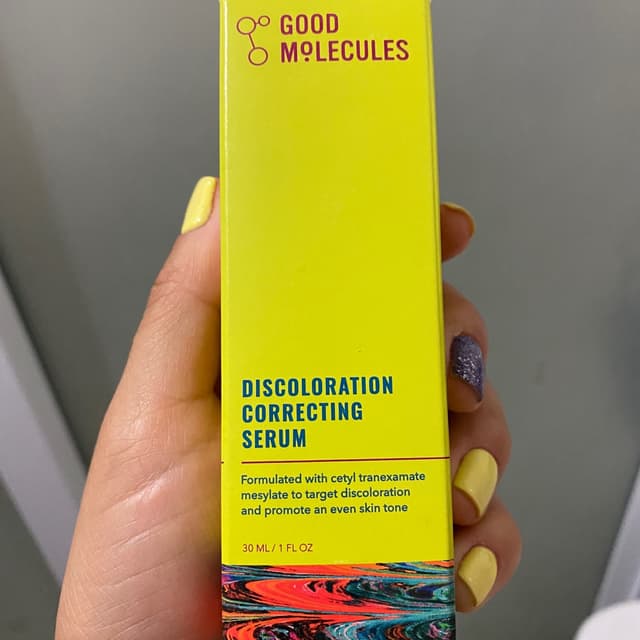 GOOD
MOLECULES
DISCOLORATION
CORRECTING
SERUM
Formulated with cetyl tranexamate
mesylate to target discoloration
and promote an even skin tone
30 ML / 1 FL OZ